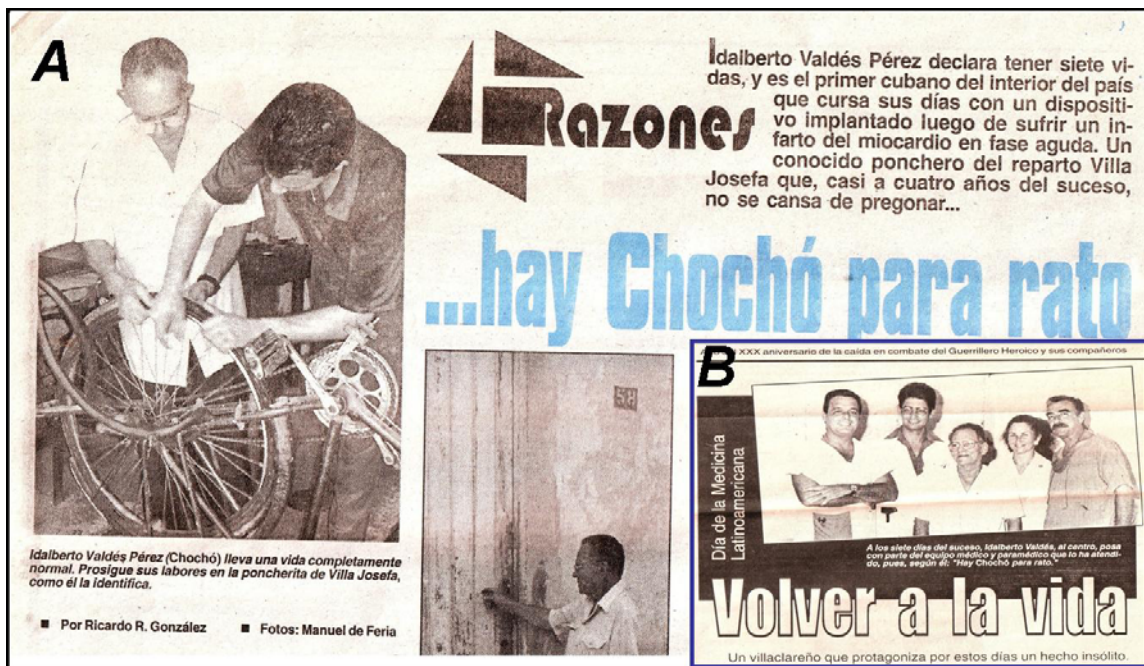 A
Razones
Idalberto Valdés Pérez declara tener siete vi-
das, y es el primer cubano del interior del país
que cursa sus días con un dispositi-
vo implantado luego de sufrir un in-
farto del miocardio en fase aguda. Un
conocido ponchero del reparto Villa
Josefa que, casi a cuatro años del suceso,
no se cansa de pregonar...
...hay Chochó para rato
Idalberto Valdés Pérez (Chochó) lleva una vida completamente
normal. Prosigue sus labores en la poncherita de Villa Josefa,
como él la identifica.
Por Ricardo R. González
Fotos: Manuel de Feria
B
XXX aniversario de la caída en combate del Guerrillero Heroico y sus compañeros
Día de la Medicina
Latinoamericana
A los siete días del suceso, Idalberto Valdés, al centro, posa
con parte del equipo médico y paramédico que lo ha atendi-
do, pues, según él: "Hay Chochó para rato."
Volver a la vida
Un villaclareño que protagoniza por estos días un hecho insólito.